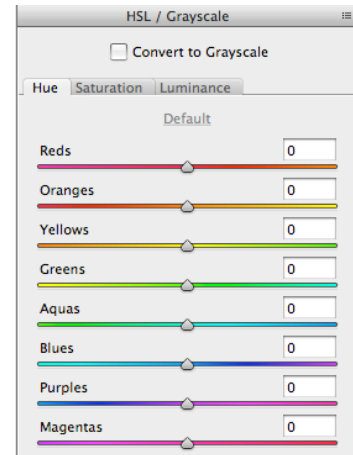 HSL / Grayscale
Convert to Grayscale
Hue Saturation Luminance
Default
Reds 0
Oranges 0
Yellows 0
Greens 0
Aquas 0
Blues 0
Purples 0
Magentas 0